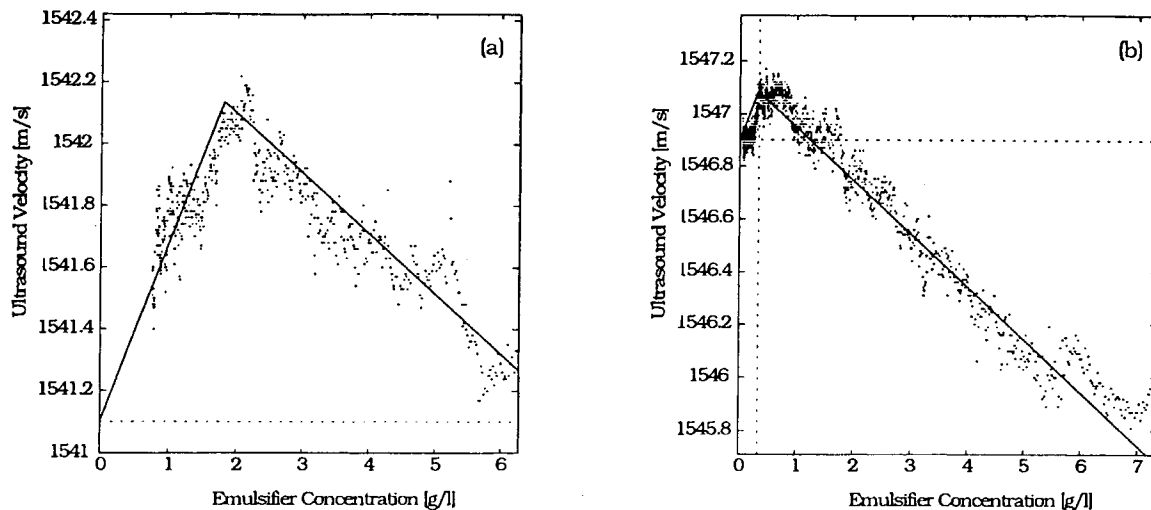 (a)
Ultrasound Velocity [m/s]
1542.4
1542.2
1542
1541.8
1541.6
1541.4
1541.2
1541
0 1 2 3 4 5 6
Emulsifier Concentration [g/l]
(b)
Ultrasound Velocity [m/s]
1547.2
1547
1546.8
1546.6
1546.4
1546.2
1546
1545.8
0 1 2 3 4 5 6 7
Emulsifier Concentration [g/l]